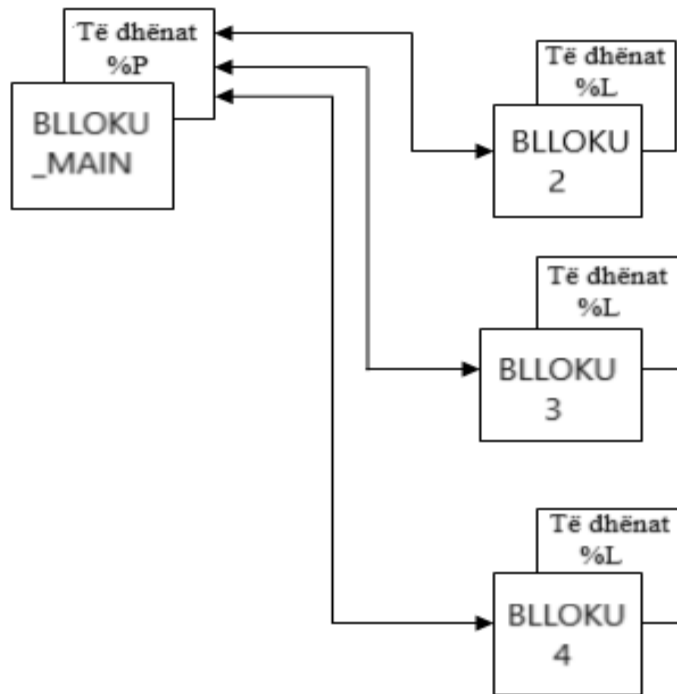 Të dhënat
%P
BLLOKU
_MAIN
Të dhënat
%L
BLLOKU
2
Të dhënat
%L
BLLOKU
3
Të dhënat
%L
BLLOKU
4